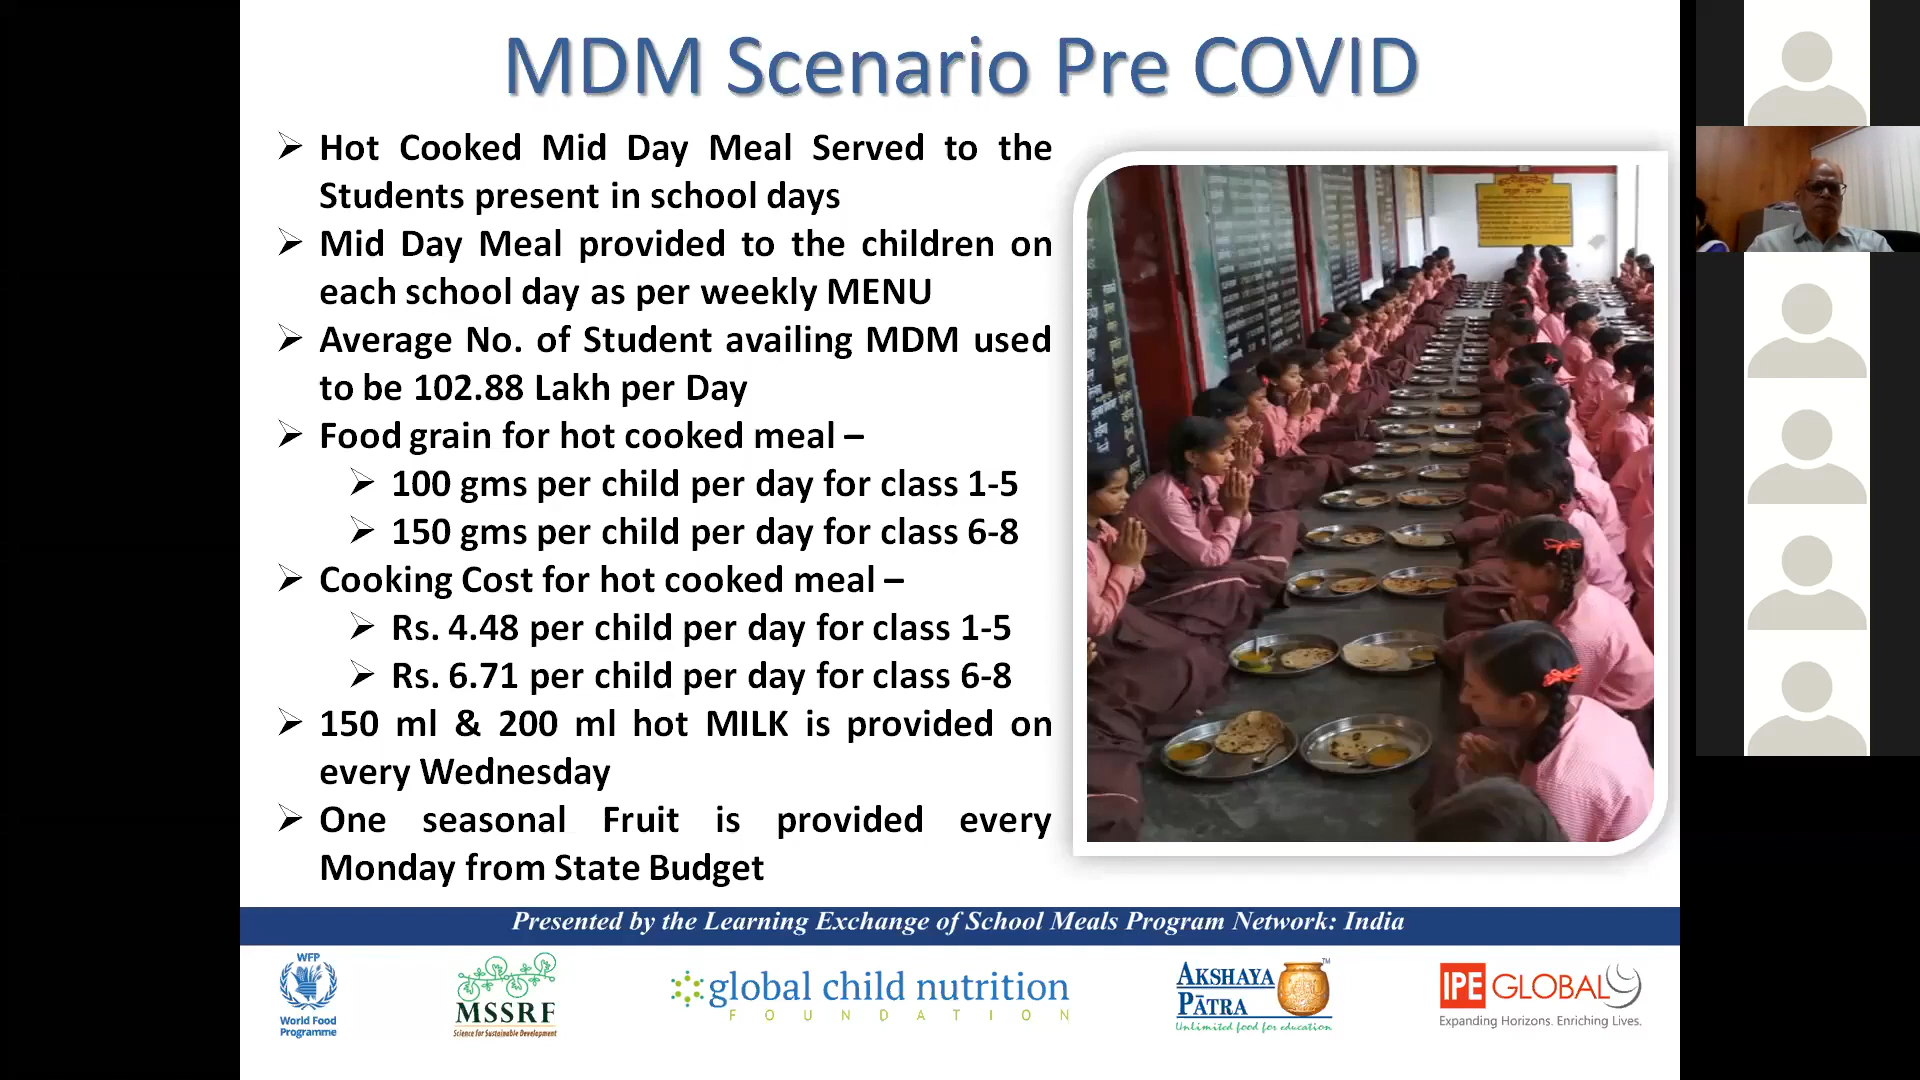 MDM Scenario Pre COVID
Hot Cooked Mid Day Meal Served to the
Students present in school days
Mid Day Meal provided to the children on
each school day as per weekly MENU
Average No. of Student availing MDM used
to be 102.88 Lakh per Day
Food grain for hot cooked meal –
100 gms per child per day for class 1-5
150 gms per child per day for class 6-8
Cooking Cost for hot cooked meal –
Rs. 4.48 per child per day for class 1-5
Rs. 6.71 per child per day for class 6-8
150 ml & 200 ml hot MILK is provided on
every Wednesday
One seasonal Fruit is provided every
Monday from State Budget
Presented by the Learning Exchange of School Meals Program Network: India
WFP
World Food
Programme
MSSRF
Science for Sustainable Development
global child nutrition
FOUNDATION
AKSHAYA
PĀTRA
TM
Unlimited food for education
IPE GLOBAL
Expanding Horizons. Enriching Lives.